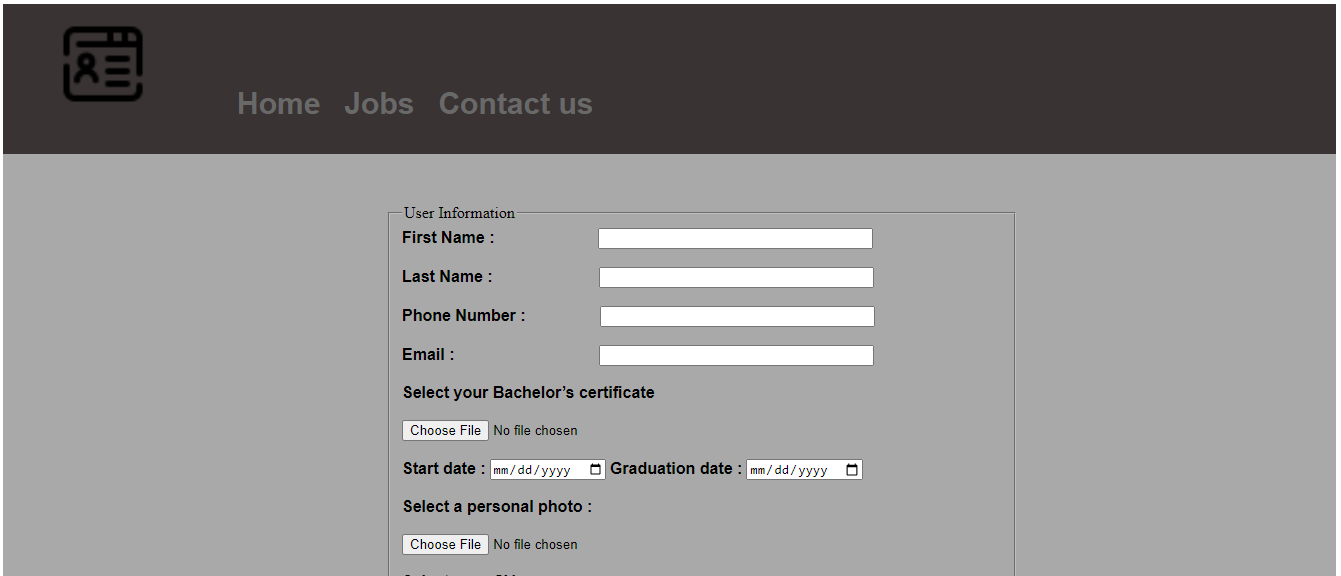 Home Jobs Contact us
User Information
First Name :
Last Name :
Phone Number :
Email :
Select your Bachelor’s certificate
Choose File No file chosen
Start date : mm/dd/yyyy Graduation date : mm/dd/yyyy
Select a personal photo :
Choose File No file chosen